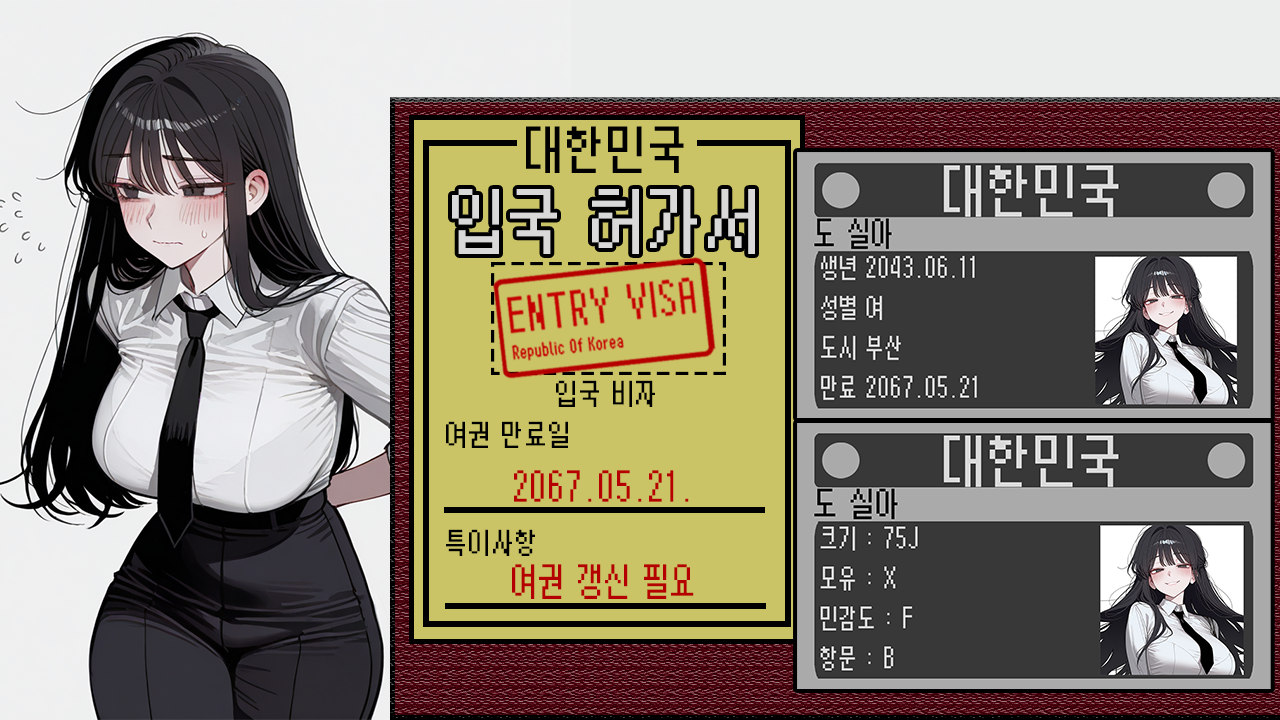 대한민국
입국 허가서
ENTRY VISA
Republic Of Korea
입국 비자
여권 만료일
2067.05.21.
특이사항
여권 갱신 필요
대한민국
도 실아
생년 2043.06.11
성별 여
도시 부산
만료 2067.05.21
대한민국
도 실아
크기 : 75J
모유 : X
민감도 : F
항문 : B